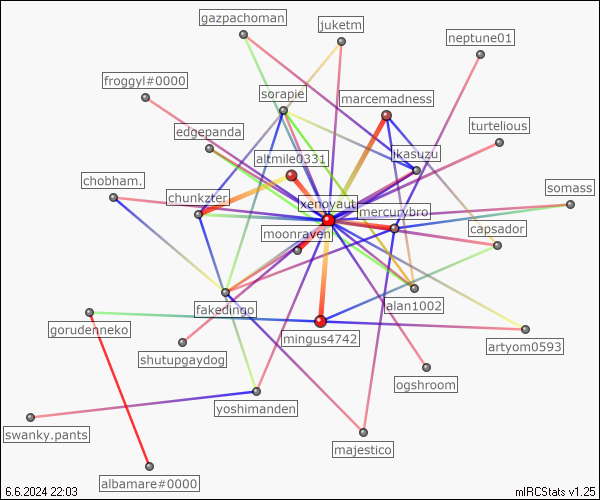 gazpachoman
juketm
neptune01
froggyl#0000
sorapie
marcemadness
edgepanda
turtelious
altmile0331
ikasuzu
chobham.
somass
chunkzter
xenoyaut
mercurybro
moonraven
capsador
fakedingo
alan1002
gorudenneko
mingus4742
artyom0593
shutupgaydog
ogshroom
yoshimanden
swanky.pants
majestico
albamare#0000
6.6.2024 22:03
mIRCStats v1.25